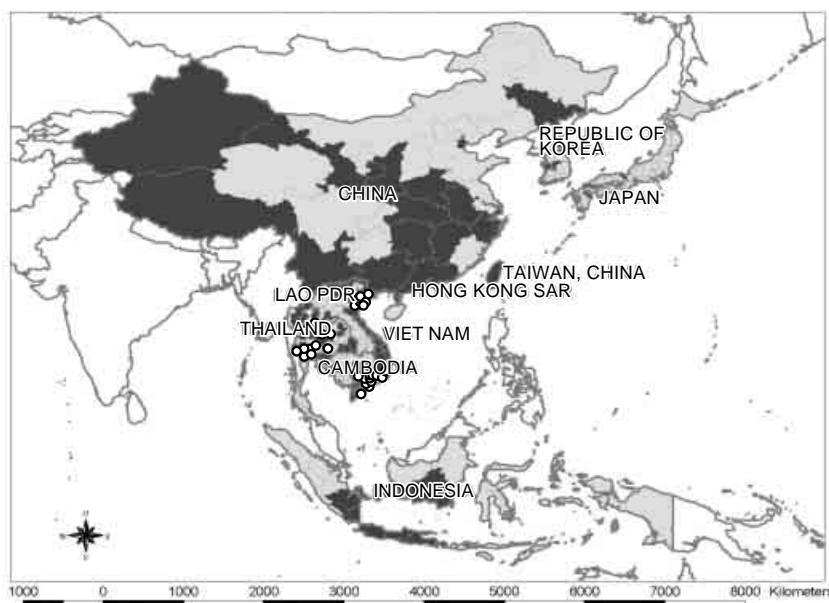 REPUBLIC OF
KOREA
CHINA
JAPAN
TAIWAN, CHINA
LAO PDR
HONG KONG SAR
THAILAND
VIET NAM
CAMBODIA
INDONESIA
1000 0 1000 2000 3000 4000 5000 6000 7000 8000 Kilometers